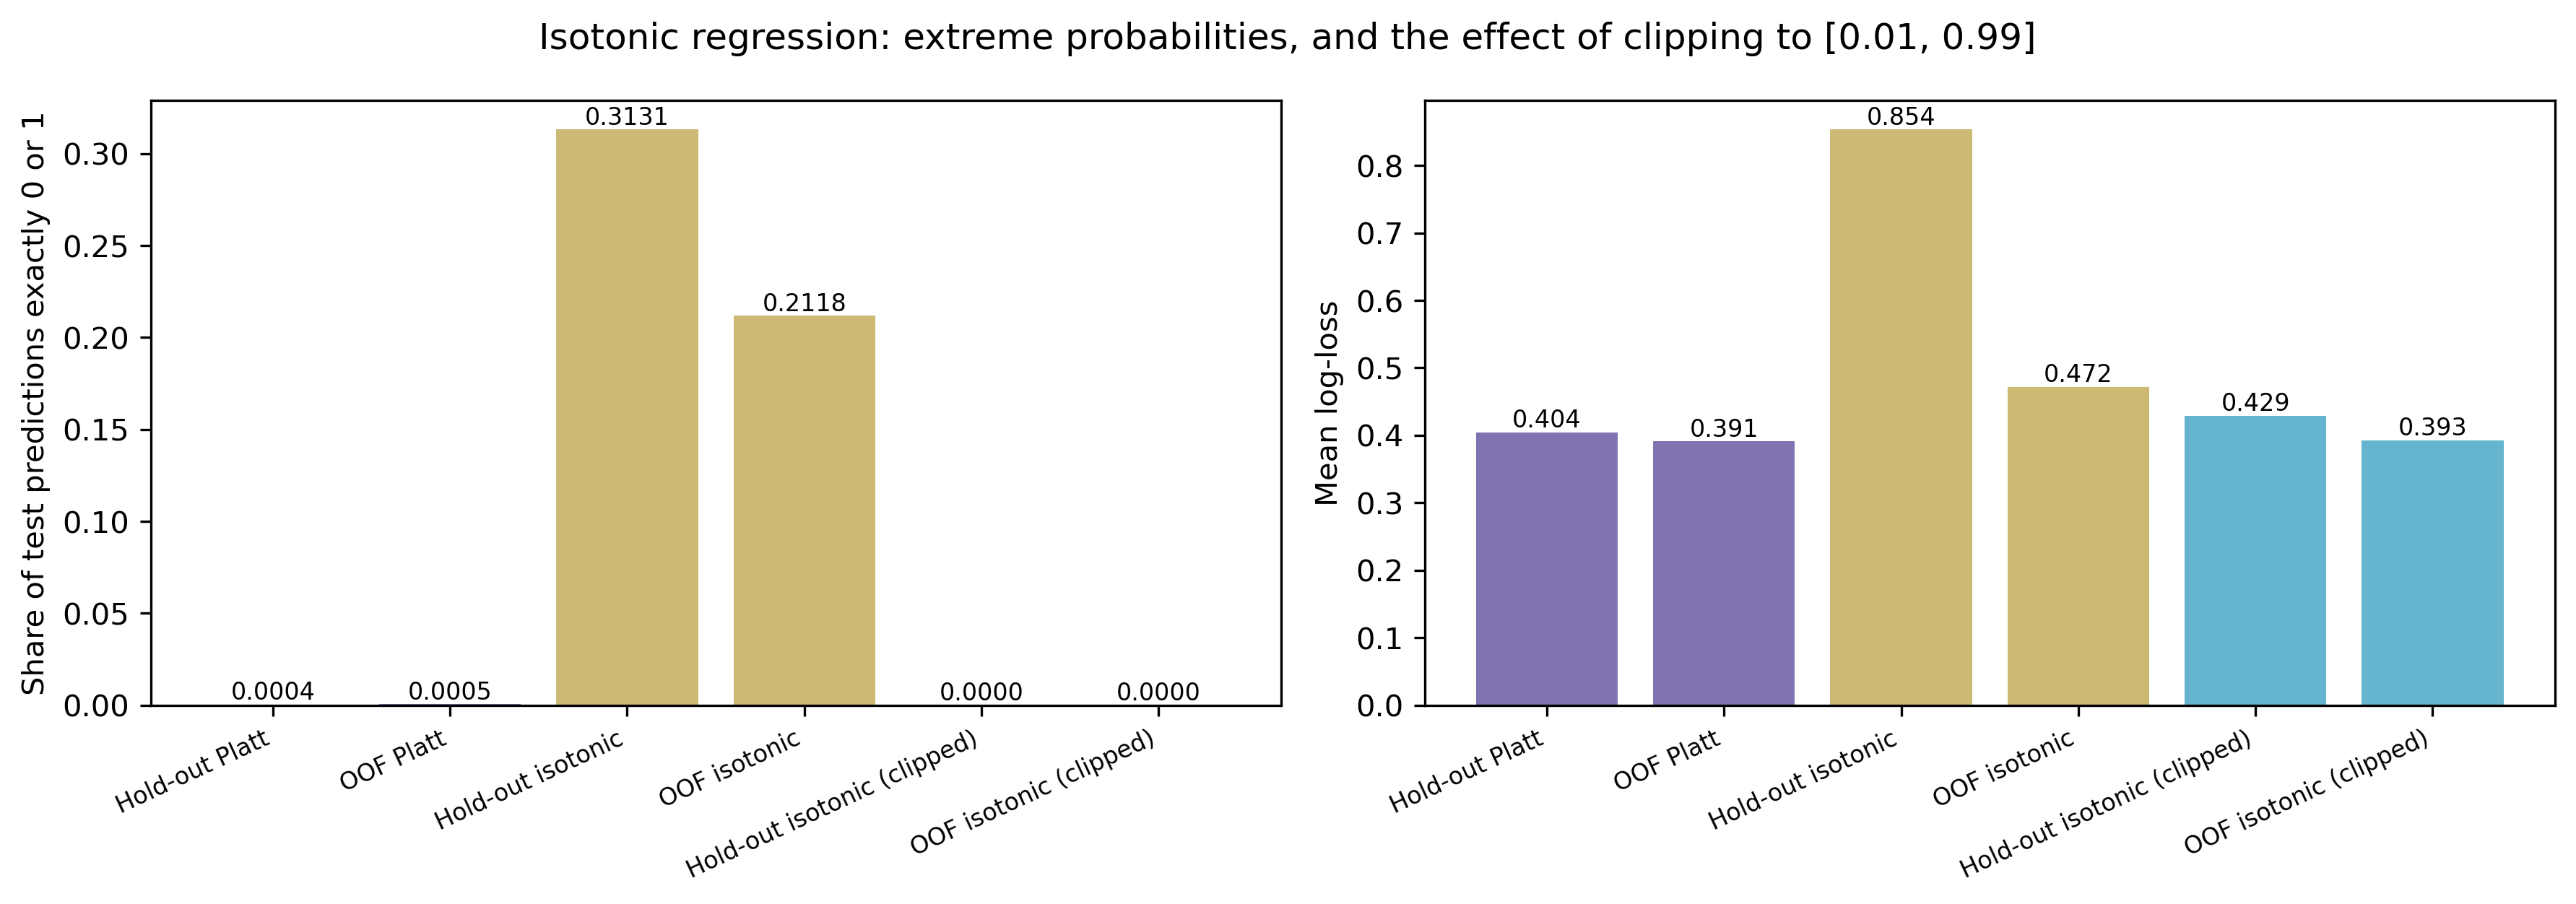 Isotonic regression: extreme probabilities, and the effect of clipping to [0.01, 0.99]
Share of test predictions exactly 0 or 1
0.30
0.25
0.20
0.15
0.10
0.05
0.00
0.0004
0.0005
0.3131
0.2118
0.0000
0.0000
Hold-out Platt
OOF Platt
Hold-out isotonic
OOF isotonic
Hold-out isotonic (clipped)
OOF isotonic (clipped)
Mean log-loss
0.8
0.7
0.6
0.5
0.4
0.3
0.2
0.1
0.0
0.404
0.391
0.854
0.472
0.429
0.393
Hold-out Platt
OOF Platt
Hold-out isotonic
OOF isotonic
Hold-out isotonic (clipped)
OOF isotonic (clipped)